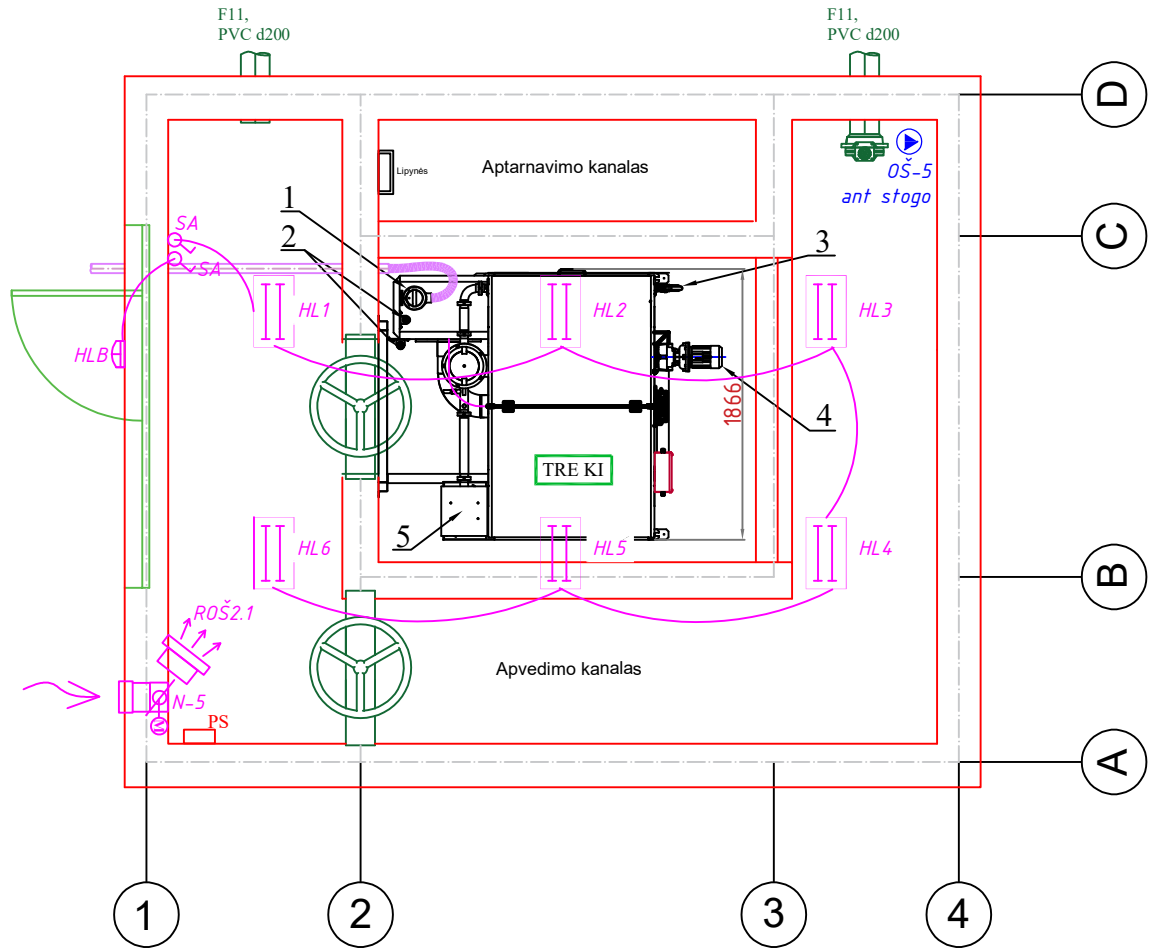 F11,
PVC d200
F11,
PVC d200
D
Lipynės
Aptarnavimo kanalas
OŠ-5
ant stogo
1
SA
2
3
C
SA
HL1
HL2
HL3
HLB
1866
4
TRE KI
5
HL6
HL5
HL4
B
ROŠ2.1
Apvedimo kanalas
N-5
M
PS
A
1
2
3
4